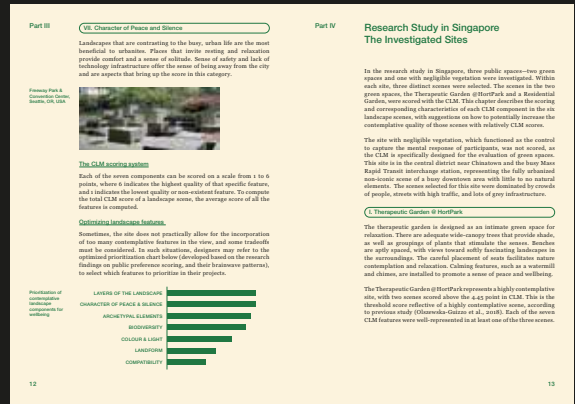 Part III
VII. Character of Peace and Silence
Landscapes that are contrasting to the busy, urban life are the most
beneficial to urbanites. Places that invite resting and relaxation
provide comfort and a sense of solitude. Sense of safety and lack of
technology infrastructure offer the sense of being away from the city
and are aspects that bring up the score in this category.
Freeway Park &
Convention Center,
Seattle, OR, USA
The CLM scoring system
Each of the seven components can be scored on a scale from 1 to 6
points, where 6 indicates the highest quality of that specific feature,
and 1 indicates the lowest quality or non-existent feature. To compute
the total CLM score of a landscape scene, the average score of all the
features is computed.
Optimizing landscape features
Sometimes, the site does not practically allow for the incorporation
of too many contemplative features in the view, and some tradeoffs
must be considered. In such situations, designers may refer to the
optimized prioritization chart below (developed based on the research
findings on public preference scoring, and their brainwave patterns),
to select which features to prioritize in their projects.
Prioritization of
contemplative
landscape
components for
wellbeing
LAYERS OF THE LANDSCAPE
CHARACTER OF PEACE & SILENCE
ARCHETYPAL ELEMENTS
BIODIVERSITY
COLOUR & LIGHT
LANDFORM
COMPATIBILITY
12
Part IV
Research Study in Singapore
The Investigated Sites
In the research study in Singapore, three public spaces—two green
spaces and one with negligible vegetation were investigated. Within
each site, three distinct scenes were selected. The scenes in the two
green spaces, the Therapeutic Garden @HortPark and a Residential
Garden, were scored with the CLM. This chapter describes the scoring
and corresponding characteristics of each CLM component in the six
landscape scenes, with suggestions on how to potentially increase the
contemplative quality of those scenes with relatively CLM scores.
The site with negligible vegetation, which functioned as the control
to capture the mental response of participants, was not scored, as
the CLM is specifically designed for the evaluation of green spaces.
This site is in the central district near Chinatown and the busy Mass
Rapid Transit interchange station, representing the fully urbanized
non-iconic scene of a busy downtown area with little to no natural
elements. The scenes selected for this site were dominated by crowds
of people, streets with high traffic, and lots of grey infrastructure.
I. Therapeutic Garden @ HortPark
The therapeutic garden is designed as an intimate green space for
relaxation. There are adequate wide-canopy trees that provide shade,
as well as groupings of plants that stimulate the senses. Benches
are aptly spaced, with views toward softly fascinating landscapes in
the surroundings. The careful placement of seats facilitates nature
contemplation and relaxation. Calming features, such as a watermill
and chimes, are installed to promote a sense of peace and wellbeing.
The Therapeutic Garden @HortPark represents a highly contemplative
site, with two scenes scored above the 4.45 point in CLM. This is the
threshold score reflective of a highly contemplative scene, according
to previous study (Olszewska-Guizzo et al., 2018). Each of the seven
CLM features were well-represented in at least one of the three scenes.
13